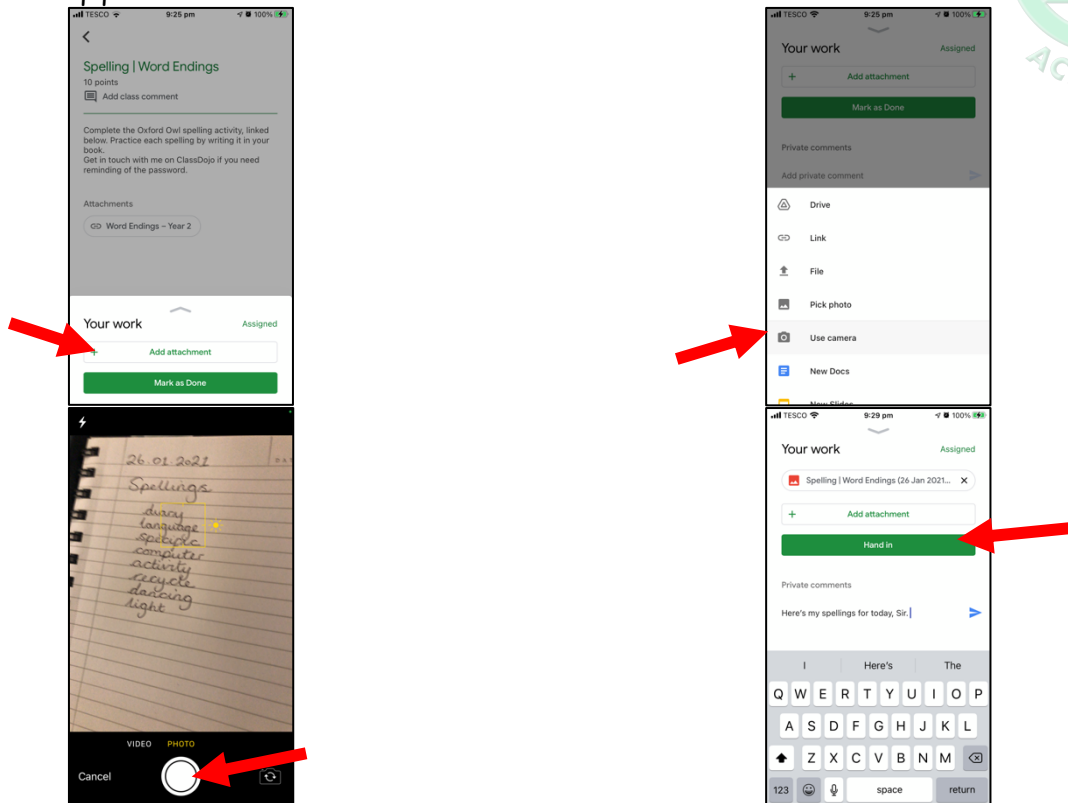 TESCO 9:25 pm 100%
Spelling | Word Endings
10 points
Add class comment
Complete the Oxford Owl spelling activity, linked
below. Practice each spelling by writing it in your
book.
Get in touch with me on ClassDojo if you need
reminding of the password.
Attachments
Word Endings – Year 2
Your work
Assigned
+ Add attachment
Mark as Done
TESCO 9:25 pm 100%
Your work
Assigned
+ Add attachment
Mark as Done
Private comments
Add private comment
Drive
Link
File
Pick photo
Use camera
New Docs
New Slides
26.01.2021
Spellings
diary
language
specific
computer
activity
recycle
dancing
light
VIDEO PHOTO
Cancel
TESCO 9:29 pm 100%
Your work
Assigned
Spelling | Word Endings (26 Jan 2021... X
+ Add attachment
Hand in
Private comments
Here's my spellings for today, Sir.
I Here's The
Q W E R T Y U I O P
A S D F G H J K L
Z X C V B N M
123 space return